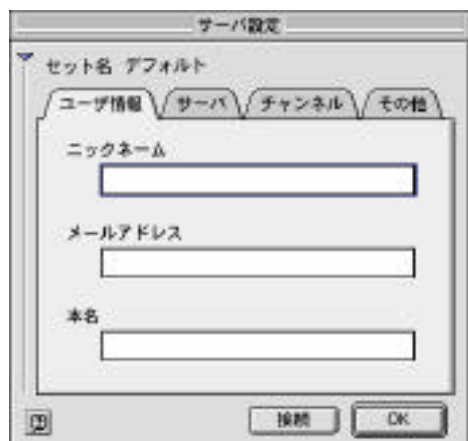 サーバ設定
セット名 デフォルト
ユーザ情報 サーバ チャンネル その他
ニックネーム
メールアドレス
本名
接続 OK